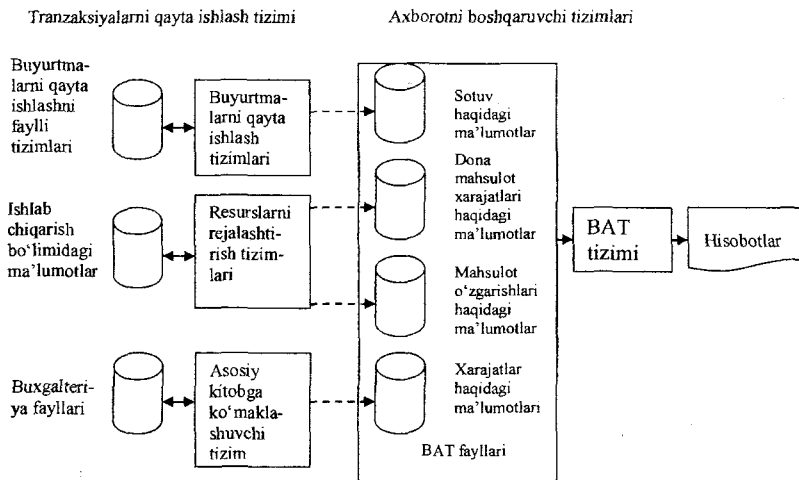 Tranzaksiyalarni qayta ishlash tizimi
Axborotni boshqaruvchi tizimlari
Buyurtma-
larni qayta
ishlashni
faylli
tizimlari
Buyurtma-
larni qayta
ishlash
tizimlari
Sotuv
haqidagi
ma'lumotlar
Dona
mahsulot
xarajatlari
haqidagi
ma'lumotlar
Ishlab
chiqarish
bo‘limidagi
ma'lumotlar
Resurslarni
rejalashti-
rish tizim-
lari
BAT
tizimi
Hisobotlar
Mahsulot
o‘zgarishlari
haqidagi
ma'lumotlar
Buxgalteri-
ya fayllari
Asosiy
kitobga
ko‘makla-
shuvchi
tizim
Xarajatlar
haqidagi
ma'lumotlari
BAT fayllari